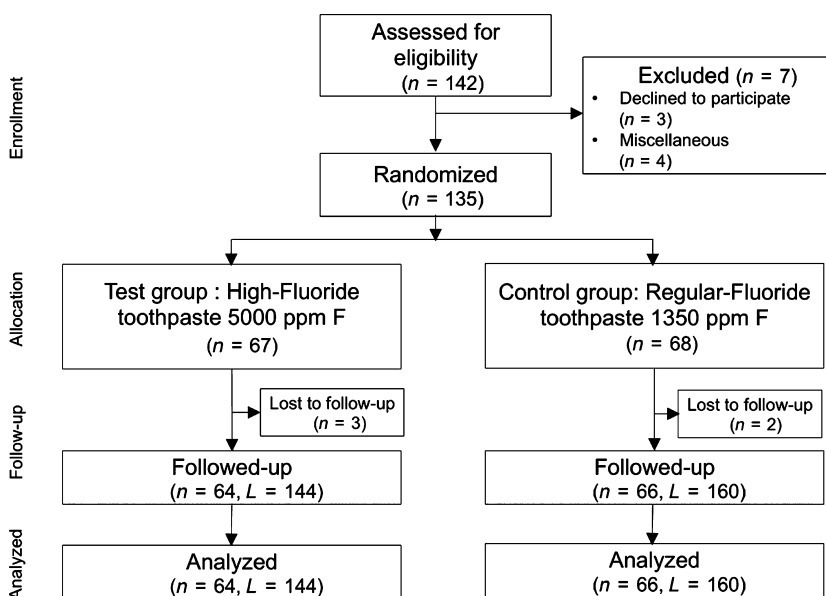 Enrollment
Assessed for
eligibility
(n = 142)
Excluded (n = 7)
• Declined to participate
(n = 3)
• Miscellaneous
(n = 4)
Randomized
(n = 135)
Allocation
Test group : High-Fluoride
toothpaste 5000 ppm F
(n = 67)
Control group: Regular-Fluoride
toothpaste 1350 ppm F
(n = 68)
Follow-up
Lost to follow-up
(n = 3)
Lost to follow-up
(n = 2)
Followed-up
(n = 64, L = 144)
Followed-up
(n = 66, L = 160)
Analyzed
Analyzed
(n = 64, L = 144)
Analyzed
(n = 66, L = 160)